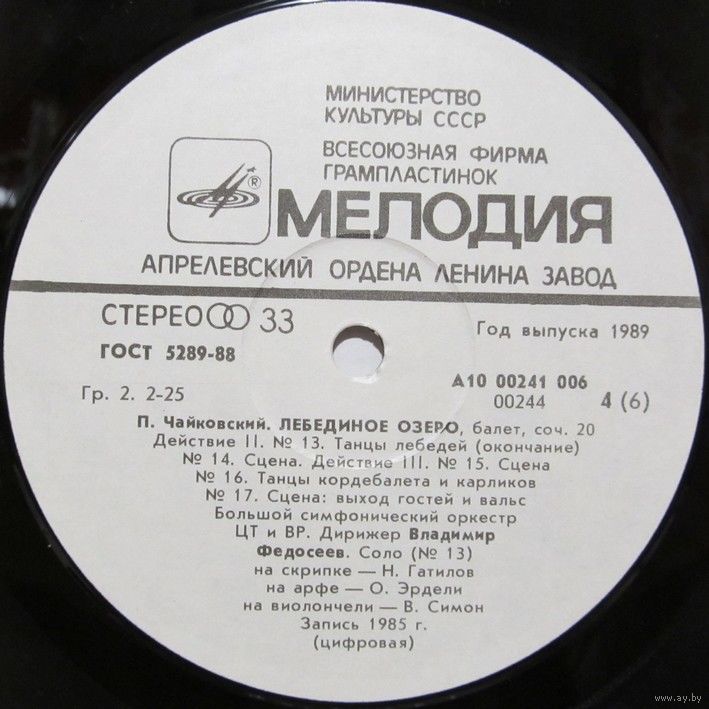 МИНИСТЕРСТВО
КУЛЬТУРЫ СССР
ВСЕСОЮЗНАЯ ФИРМА
ГРАМПЛАСТИНОК
®
МЕЛОДИЯ
АПРЕЛЕВСКИЙ ОРДЕНА ЛЕНИНА ЗАВОД
СТЕРЕО 33
Год выпуска 1989
ГОСТ 5289-88
Гр. 2. 2-25
А10 00241 006
00244
4 (6)
П. Чайковский. ЛЕБЕДИНОЕ ОЗЕРО, балет, соч. 20
Действие II. № 13. Танцы лебедей (окончание)
№ 14. Сцена. Действие III. № 15. Сцена
№ 16. Танцы кордебалета и карликов
№ 17. Сцена: выход гостей и вальс
Большой симфонический оркестр
ЦТ и ВР. Дирижер Владимир
Федосеев. Соло (№ 13)
на скрипке — Н. Гатилов
на арфе — О. Эрдели
на виолончели — В. Симон
Запись 1985 г.
(цифровая)
www.ay.by